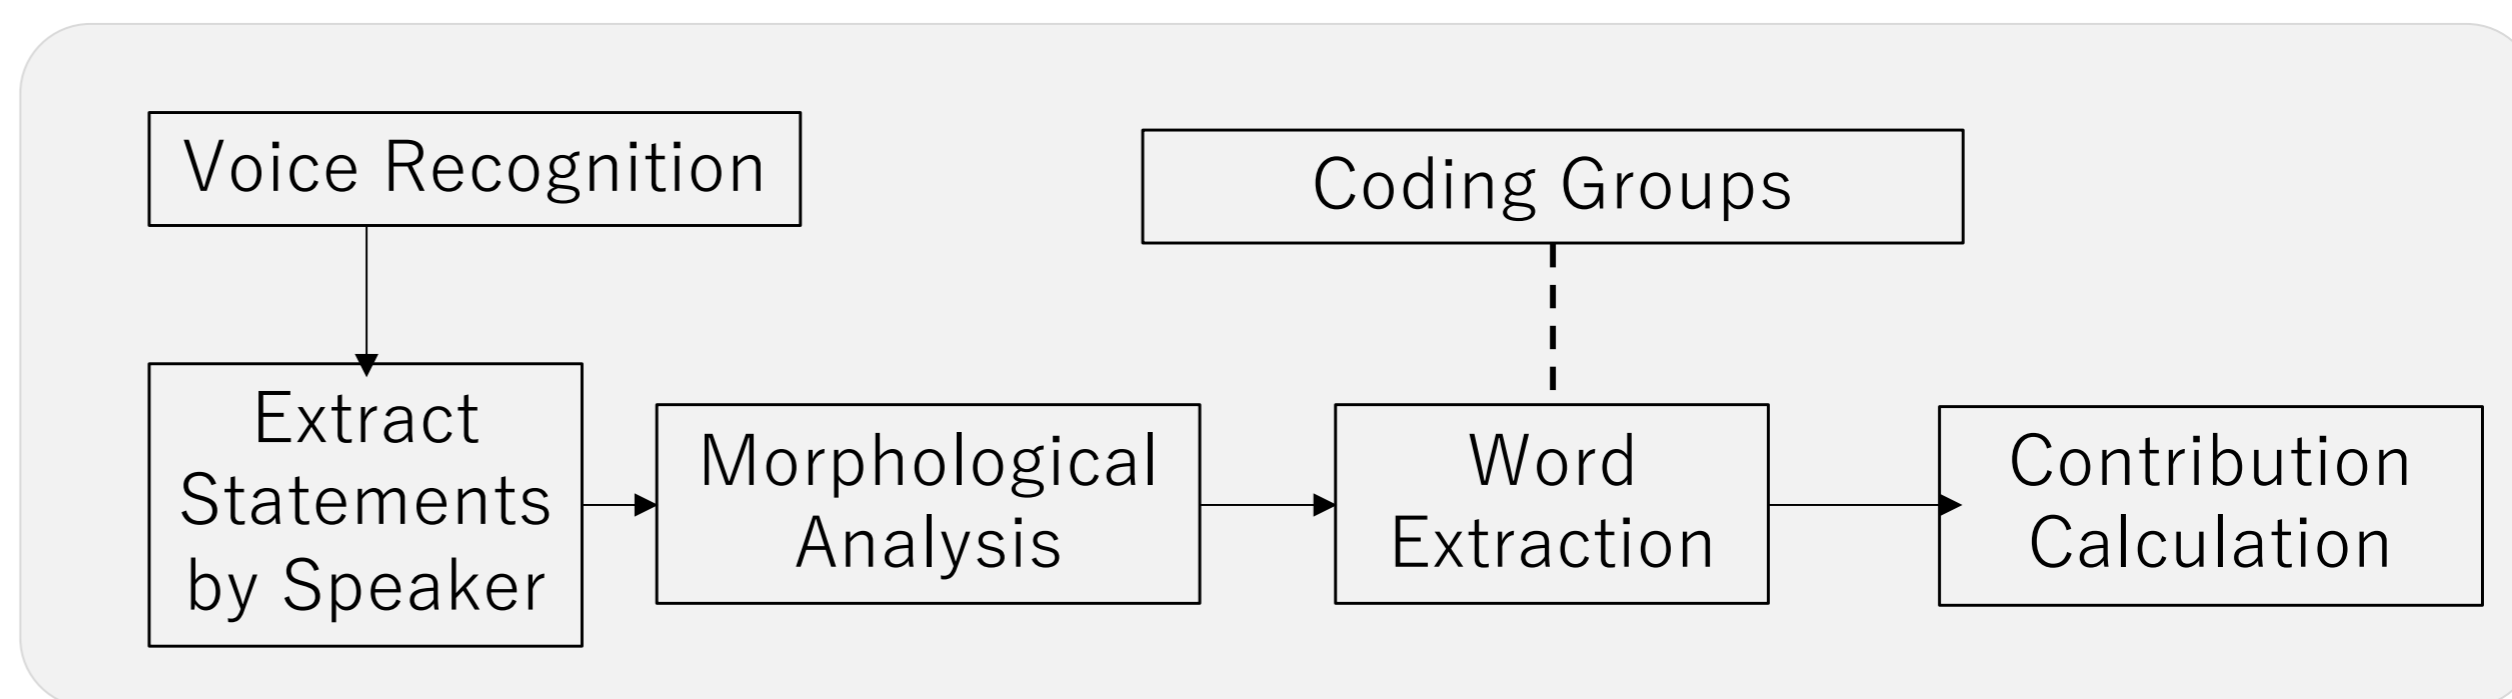 Voice Recognition
Coding Groups
Extract
Statements
by Speaker
Morphological
Analysis
Word
Extraction
Contribution
Calculation